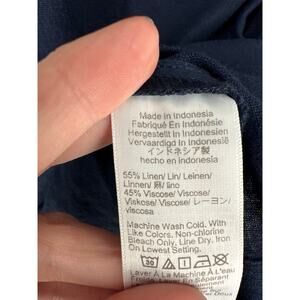 Made in Indonesia
Fabriqué En Indonésie
Hergestellt in Indonesien
Vervaardigd in Indonesië
インドネシア製
hecho en indonesia
55% Linen/ Lin/ Leinen/
Linnen/ 麻/ lino
45% Viscose/ Viscose/
Viskose/ Viscose/ レーヨン/
viscosa
Machine Wash Cold. With
Like Colors. Non-chlorine
Bleach Only. Line Dry. Iron
On Lowest Setting.
30
Laver À La Machine À L'eau